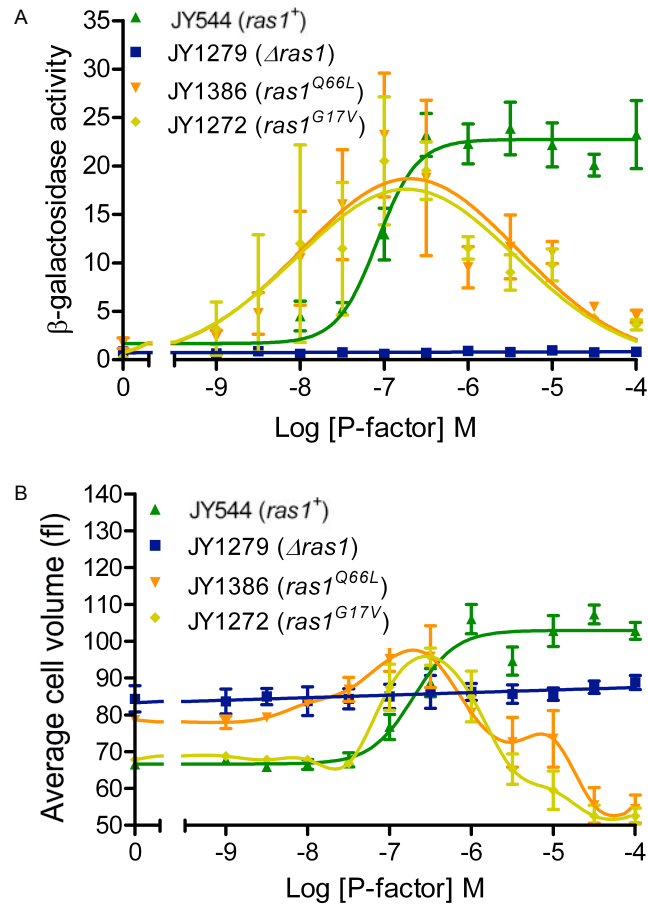 A
JY544 (ras1+)
JY1279 (Δras1)
JY1386 (ras1Q66L)
JY1272 (ras1G17V)
β-galactosidase activity
35
30
25
20
15
10
5
0
0 -9 -8 -7 -6 -5 -4
Log [P-factor] M
B
JY544 (ras1+)
JY1279 (Δras1)
JY1386 (ras1Q66L)
JY1272 (ras1G17V)
Average cell volume (fl)
140
130
120
110
100
90
80
70
60
50
0 -9 -8 -7 -6 -5 -4
Log [P-factor] M